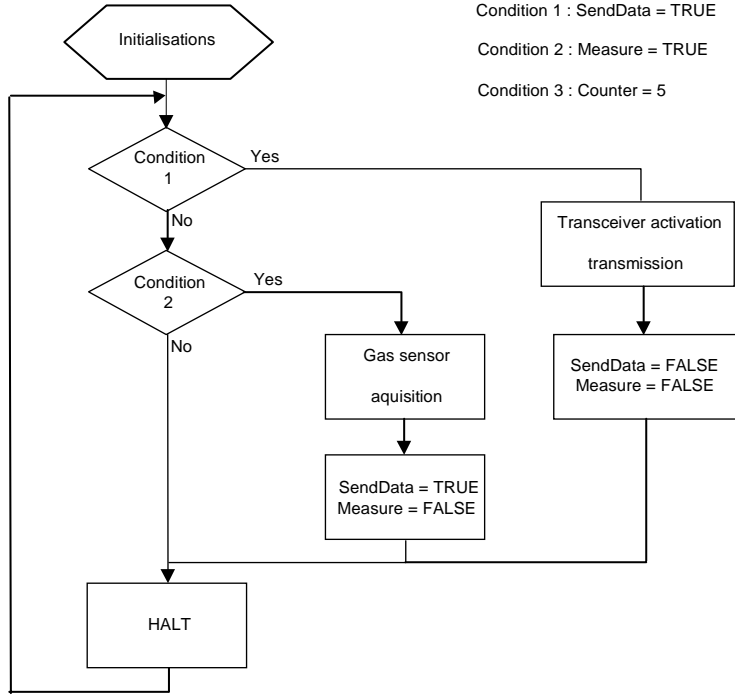 Condition 1 : SendData = TRUE
Initialisations
Condition 2 : Measure = TRUE
Condition 3 : Counter = 5
Condition
1
Yes
No
Transceiver activation
transmission
Condition
2
Yes
No
Gas sensor
aquisition
SendData = FALSE
Measure = FALSE
SendData = TRUE
Measure = FALSE
HALT